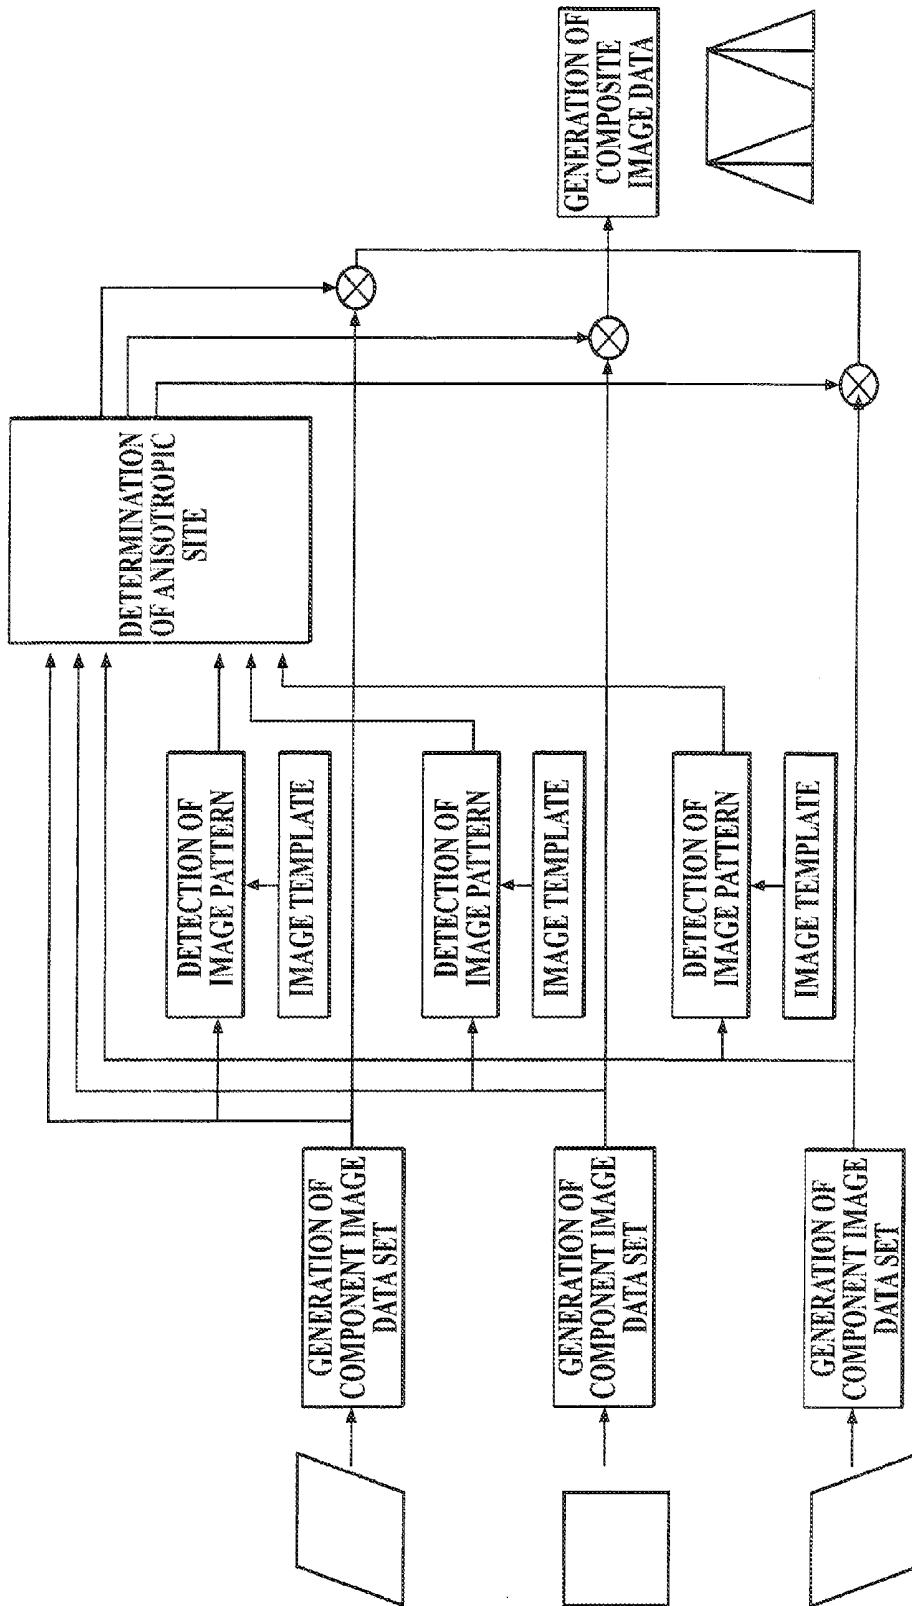 GENERATION OF
COMPONENT IMAGE
DATA SET
GENERATION OF
COMPONENT IMAGE
DATA SET
GENERATION OF
COMPONENT IMAGE
DATA SET
DETECTION OF
IMAGE PATTERN
IMAGE TEMPLATE
DETECTION OF
IMAGE PATTERN
IMAGE TEMPLATE
DETECTION OF
IMAGE PATTERN
IMAGE TEMPLATE
DETERMINATION
OF ANISOTROPIC
SITE
GENERATION OF
COMPOSITE
IMAGE DATA